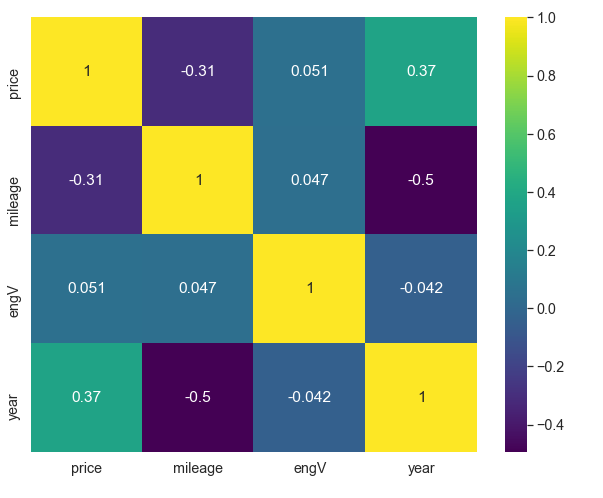 price 1 -0.31 0.051 0.37
mileage -0.31 1 0.047 -0.5
engV 0.051 0.047 1 -0.042
year 0.37 -0.5 -0.042 1
price mileage engV year
1.0
0.8
0.6
0.4
0.2
0.0
−0.2
−0.4